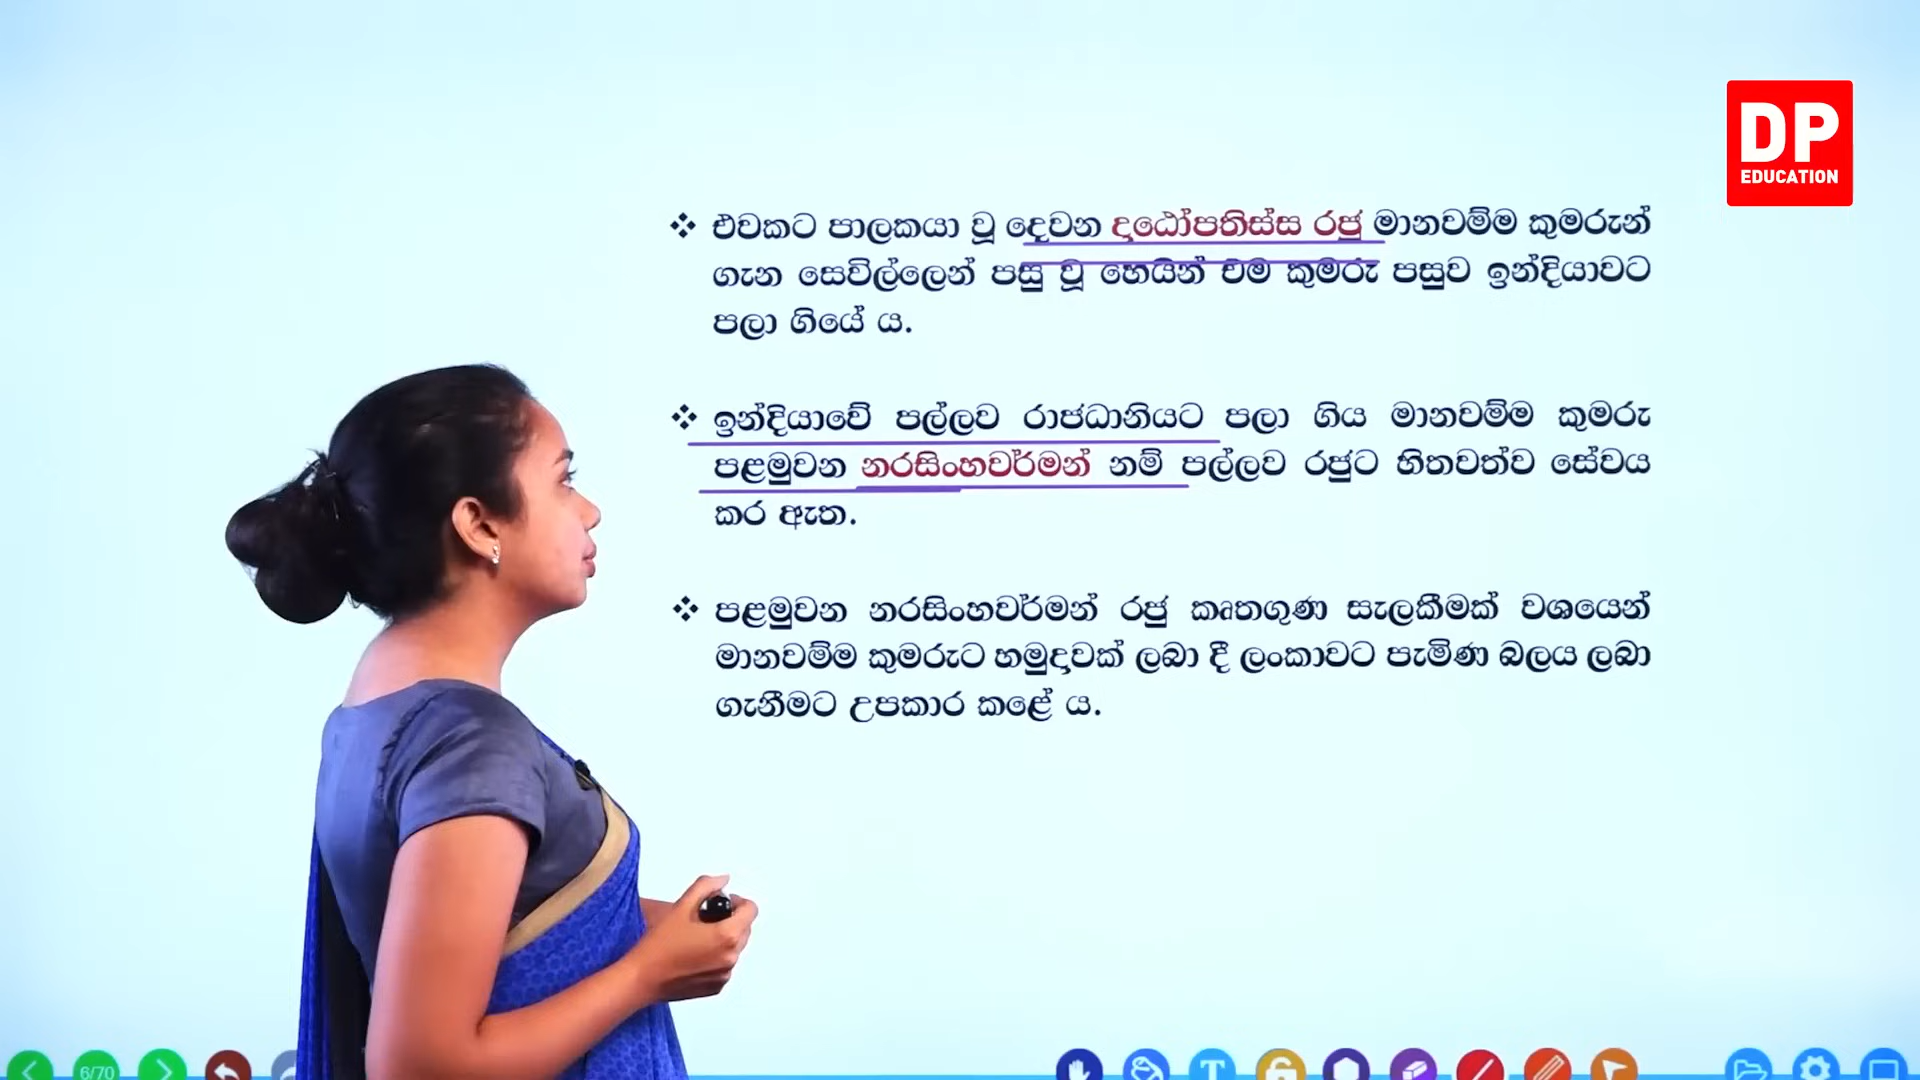 DP
EDUCATION
❖ එවකට පාලකයා වූ දෙවන දාඨෝපතිස්ස රජු මානවම්ම කුමරුන්
ගැන සෙවිල්ලෙන් පසු වූ හෙයින් එම කුමරු පසුව ඉන්දියාවට
පලා ගියේ ය.
❖ ඉන්දියාවේ පල්ලව රාජධානියට පලා ගිය මානවම්ම කුමරු
පළමුවන නරසිංහවර්මන් නම් පල්ලව රජුට හිතවත්ව සේවය
කර ඇත.
❖ පළමුවන නරසිංහවර්මන් රජු කෘතගුණ සැලකීමක් වශයෙන්
මානවම්ම කුමරුට හමුදාවක් ලබා දී ලංකාවට පැමිණ බලය ලබා
ගැනීමට උපකාර කළේ ය.
6/70